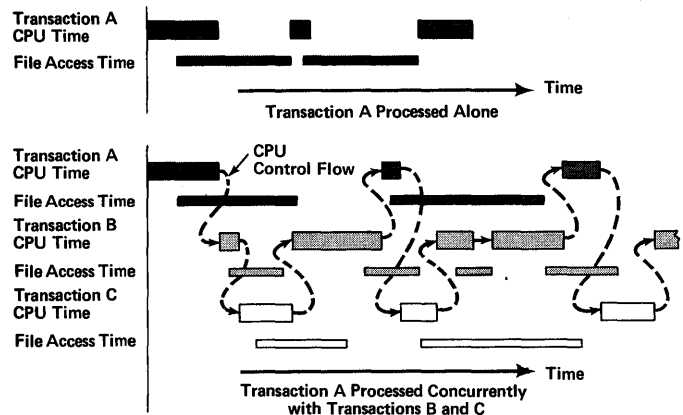 Transaction A
CPU Time
File Access Time
Time
Transaction A Processed Alone
Transaction A
CPU Time
CPU
Control Flow
File Access Time
Transaction B
CPU Time
File Access Time
Transaction C
CPU Time
File Access Time
Time
Transaction A Processed Concurrently
with Transactions B and C